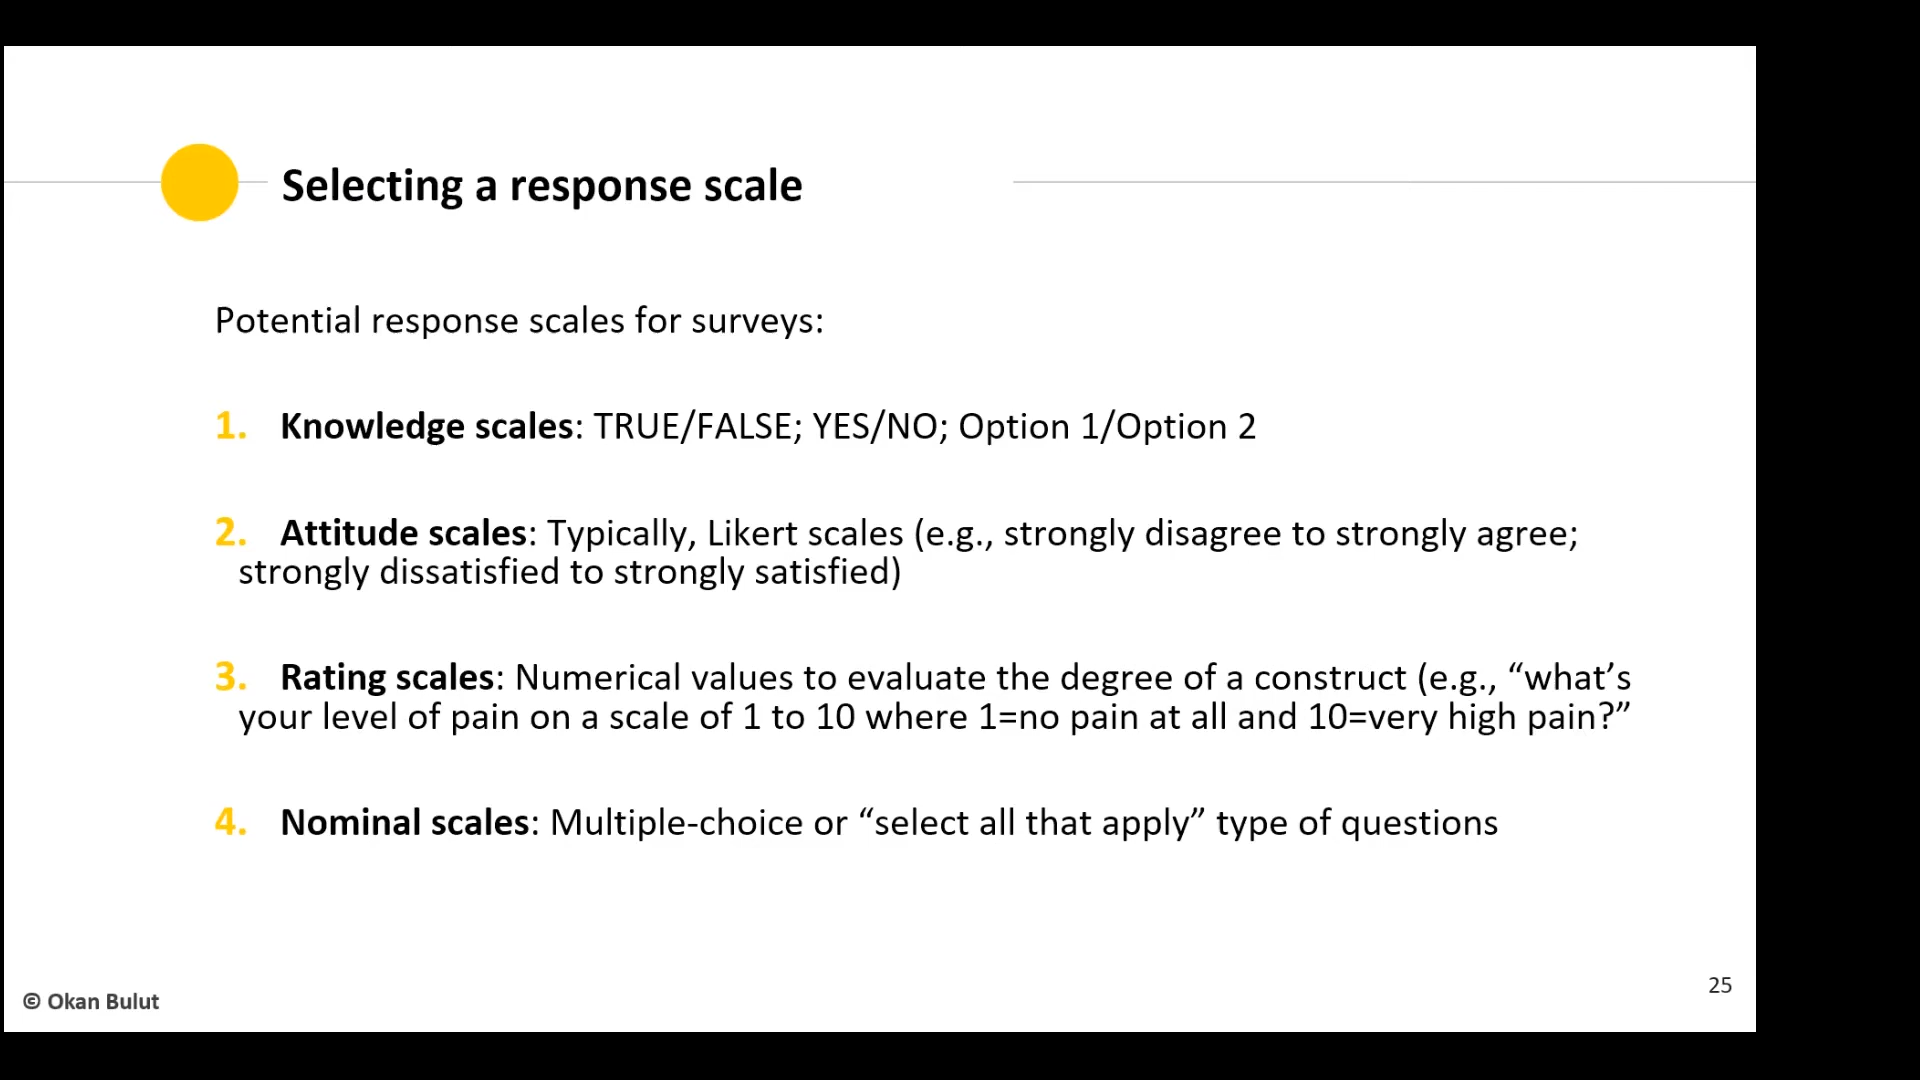 Selecting a response scale
Potential response scales for surveys:
1. Knowledge scales: TRUE/FALSE; YES/NO; Option 1/Option 2
2. Attitude scales: Typically, Likert scales (e.g., strongly disagree to strongly agree;
strongly dissatisfied to strongly satisfied)
3. Rating scales: Numerical values to evaluate the degree of a construct (e.g., “what’s
your level of pain on a scale of 1 to 10 where 1=no pain at all and 10=very high pain?”
4. Nominal scales: Multiple-choice or “select all that apply” type of questions
25
© Okan Bulut